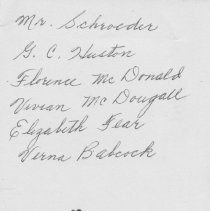 Mr. Schroeder
G. C. Huston
Florence McDonald
Vivian McDougall
Elizabeth Fear
Verna Babcock